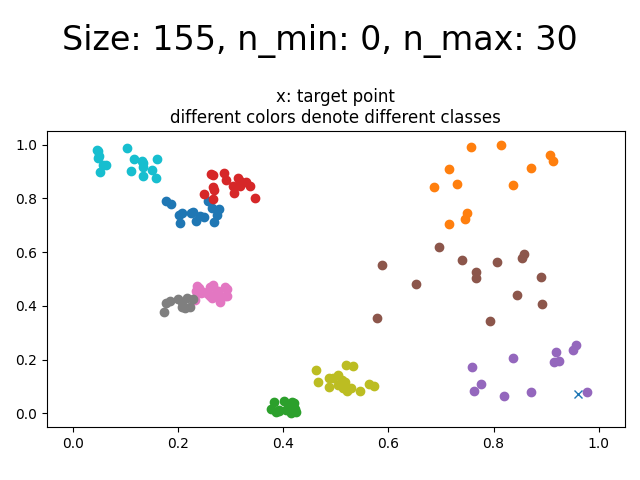 Size: 155, n_min: 0, n_max: 30
x: target point
different colors denote different classes
1.0
0.8
0.6
0.4
0.2
0.0
0.0 0.2 0.4 0.6 0.8 1.0